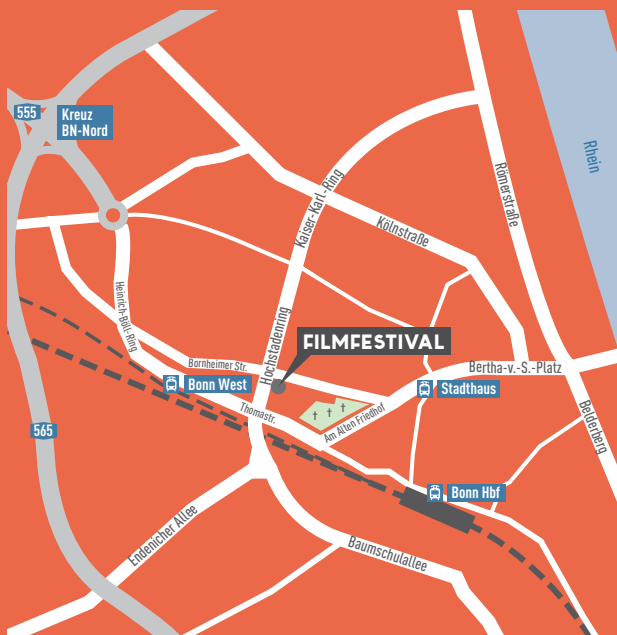 555
Kreuz
BN-Nord
Rhein
Römerstraße
Kaiser-Karl-Ring
Kölnstraße
Heinrich-Böll-Ring
Hochstadenring
FILMFESTIVAL
Bornheimer Str.
Bertha-v.-S.-Platz
Bonn West
Stadthaus
Thomastr.
Am Alten Friedhof
Belderberg
565
Bonn Hbf
Endenicher Allee
Baumschulallee